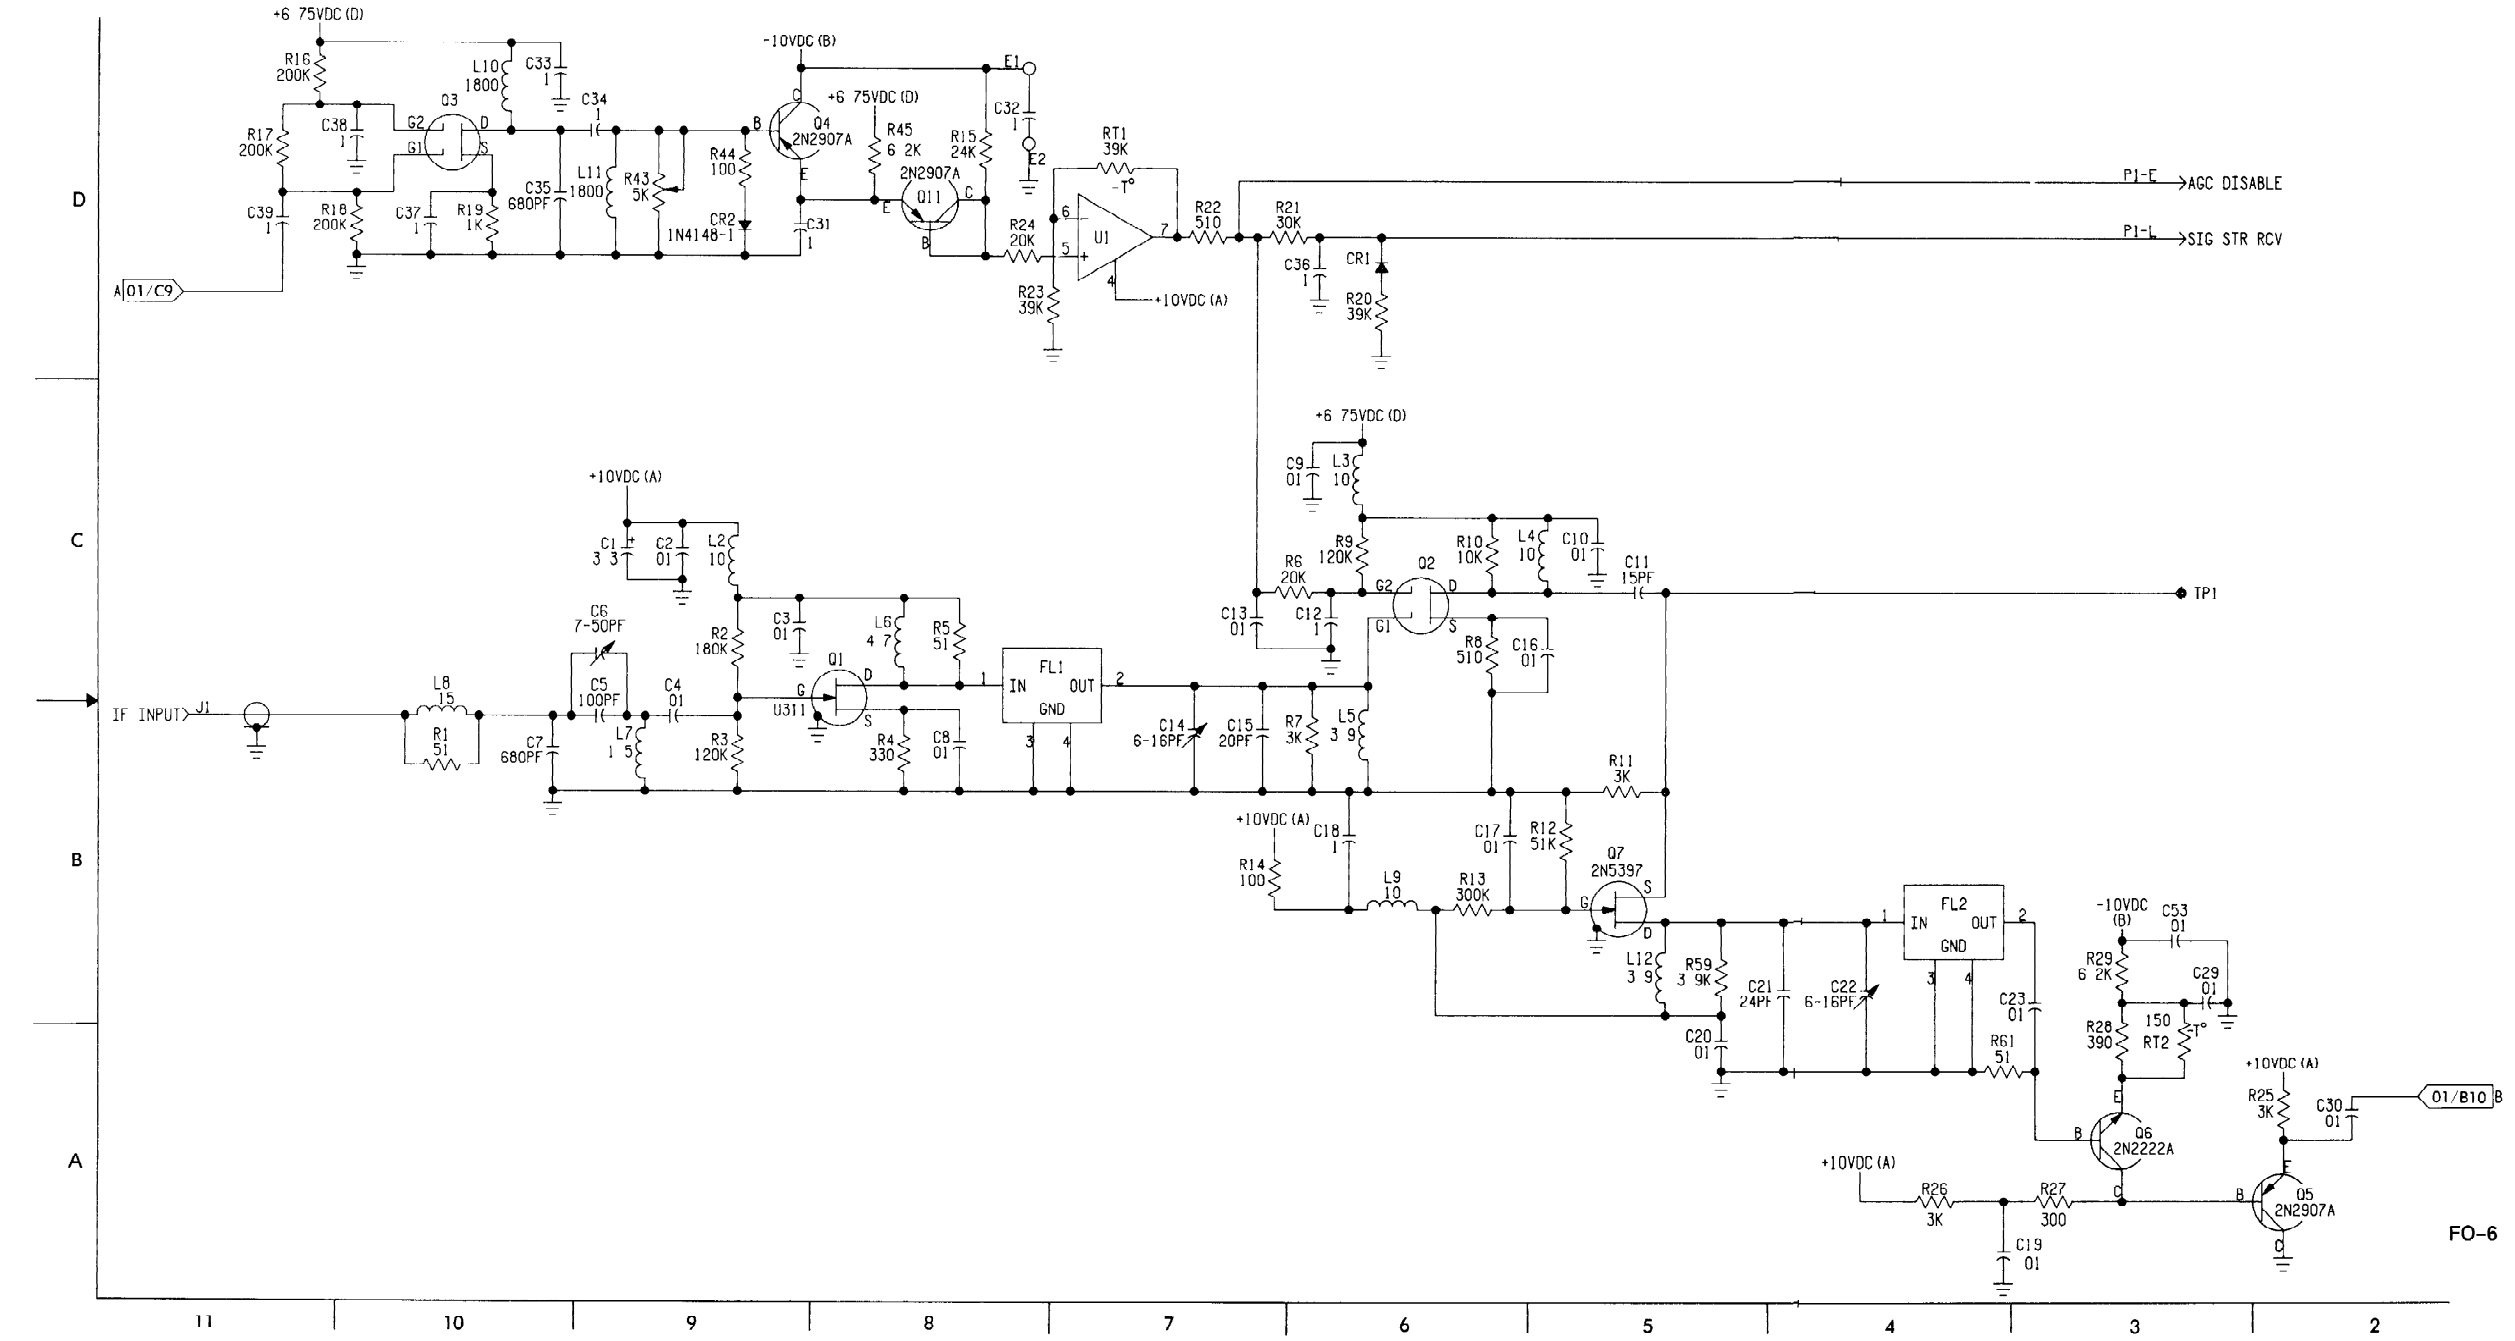 +6 75VDC (D)
R16
200K
L10
1800
C33
1
C34
1
-10VDC (B)
E1
R17
200K
C38
1
Q3
G2
D
G1
S
C
B
Q4
2N2907A
E
+6 75VDC (D)
R45
6 2K
R15
24K
C32
1
E2
RT1
39K
-T°
R44
100
C35
680PF
L11
1800
R43
5K
2N2907A
Q11
E
C
B
D
C39
1
R18
200K
C37
1
R19
1K
CR2
1N4148-1
C31
1
R24
20K
6
5
+
U1
7
4
+10VDC (A)
R22
510
R21
30K
P1-E
AGC DISABLE
P1-L
SIG STR RCV
C36
1
CR1
R20
39K
R23
39K
A 01/C9
+6 75VDC (D)
C9
01
L3
10
+10VDC (A)
C
C1
+
3 3
C2
01
L2
10
R9
120K
R10
10K
L4
10
C10
01
R6
20K
Q2
G2
D
G1
S
C11
15PF
TP1
C13
01
C12
1
C6
7-50PF
R2
180K
C3
01
L6
4 7
R5
51
R8
510
C16
01
Q1
D
G
S
U311
1
IN
FL1
OUT
GND
2
3
4
IF INPUT
J1
L8
15
R1
51
C5
100PF
C4
01
C7
680PF
L7
1 5
R3
120K
R4
330
C8
01
C14
6-16PF
C15
20PF
R7
3K
L5
3 9
R11
3K
B
+10VDC (A)
R14
100
C18
1
L9
10
R13
300K
C17
01
R12
51K
Q7
2N5397
S
G
D
L12
3 9
R59
3 9K
C20
01
C21
24PF
C22
6-16PF
1
IN
FL2
OUT
GND
2
3
4
C23
01
R61
51
-10VDC
(B)
C53
01
R29
6 2K
C29
01
R28
390
150
RT2
-T°
+10VDC (A)
R25
3K
C30
01
01/B10 B
A
E
B
Q6
2N2222A
C
+10VDC (A)
R26
3K
R27
300
C19
01
B
E
Q5
2N2907A
C
FO-6
11
10
9
8
7
6
5
4
3
2